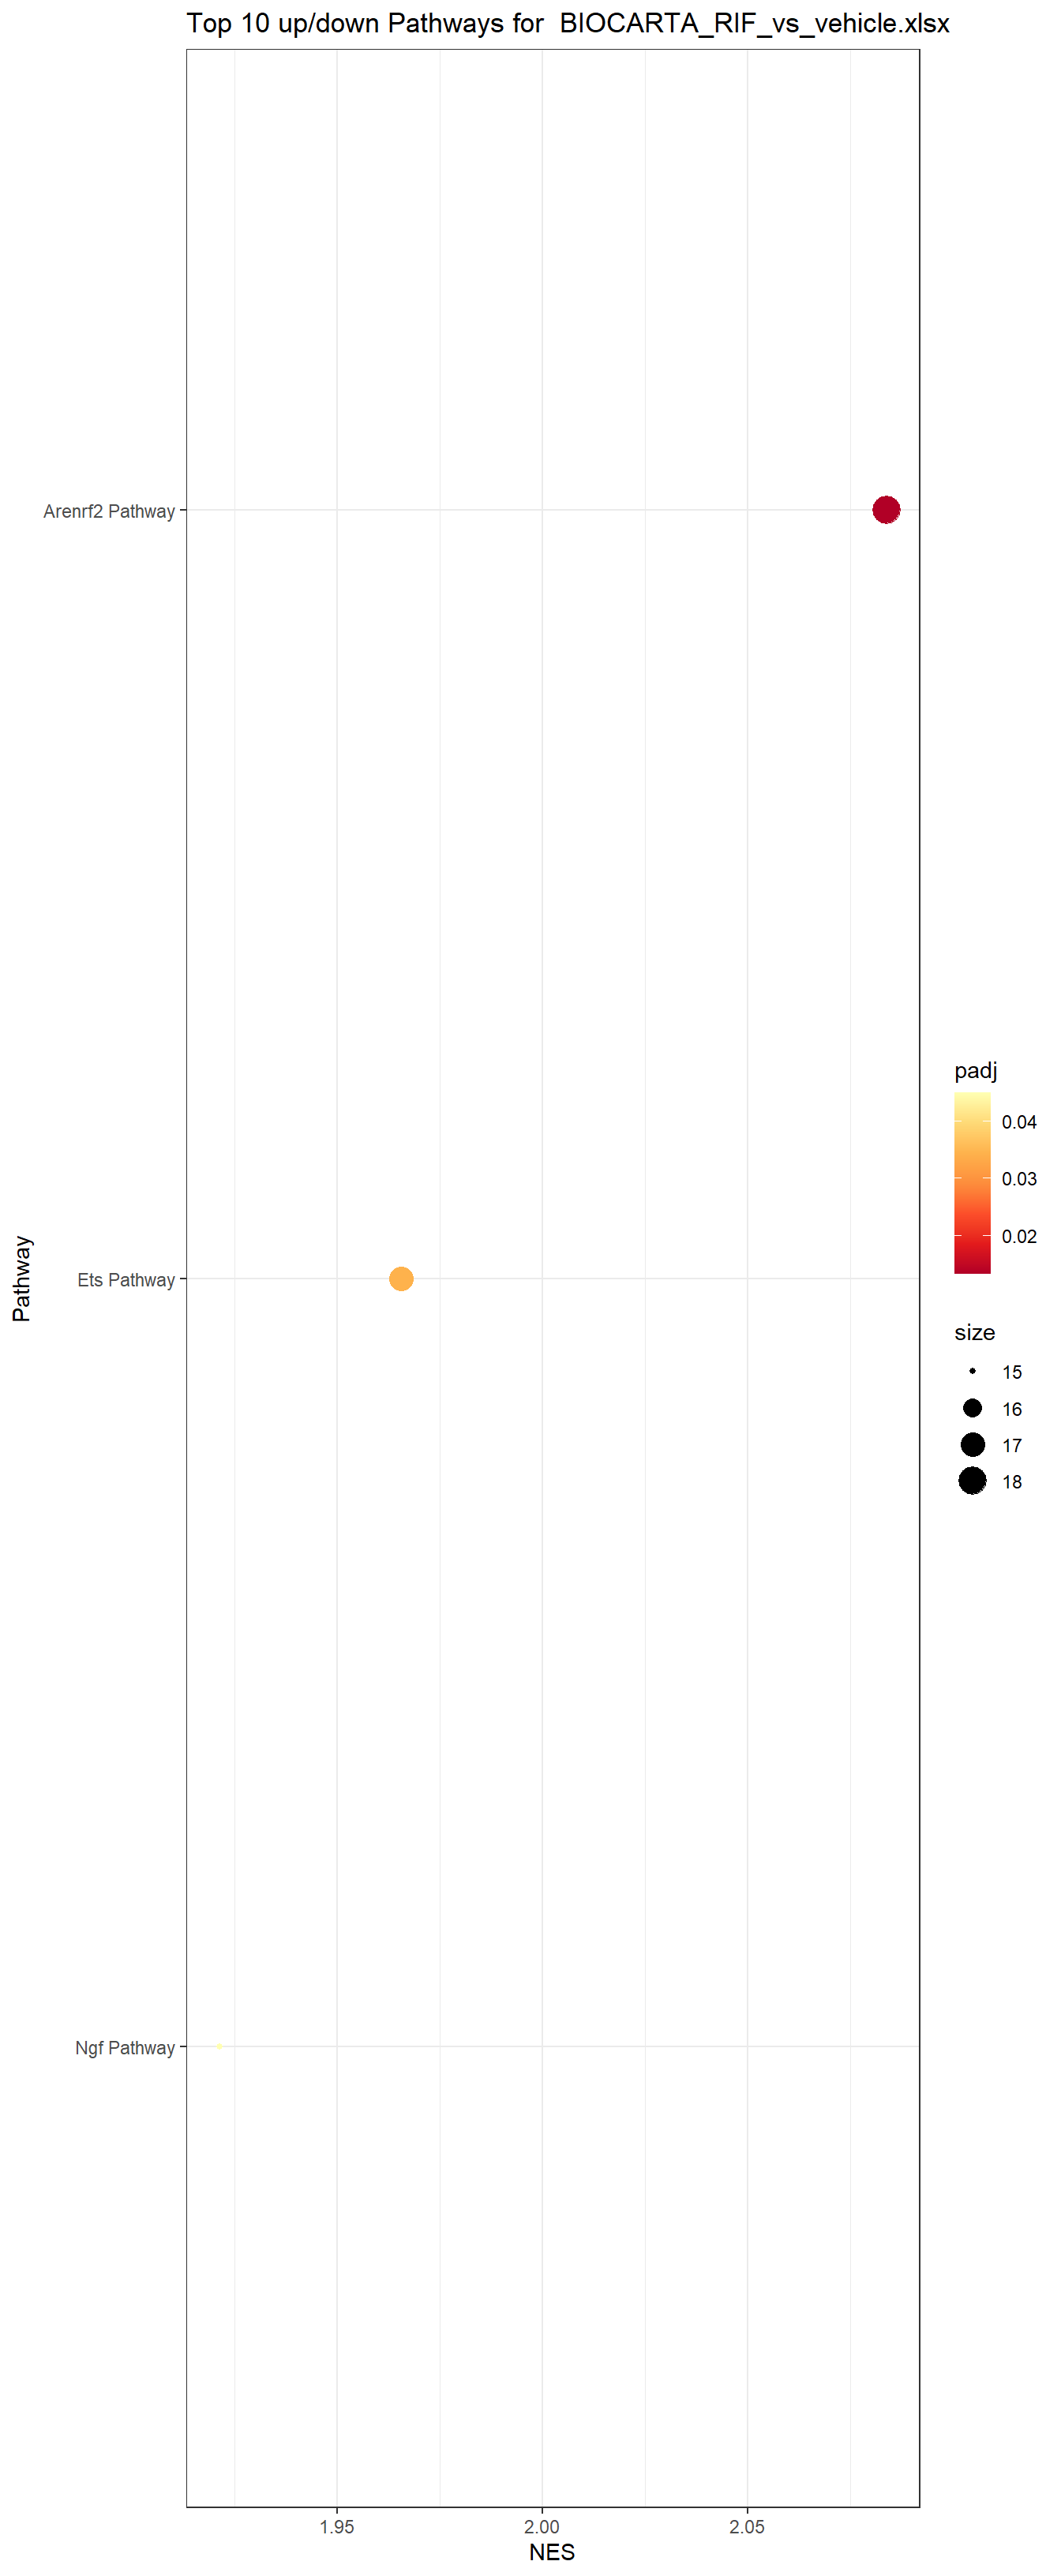 Top 10 up/down Pathways for  BIOCARTA_RIF_vs_vehicle.xlsx
Arenrf2 Pathway
Ets Pathway
Ngf Pathway
Pathway
1.95
2.00
2.05
NES
padj
0.04
0.03
0.02
size
15
16
17
18